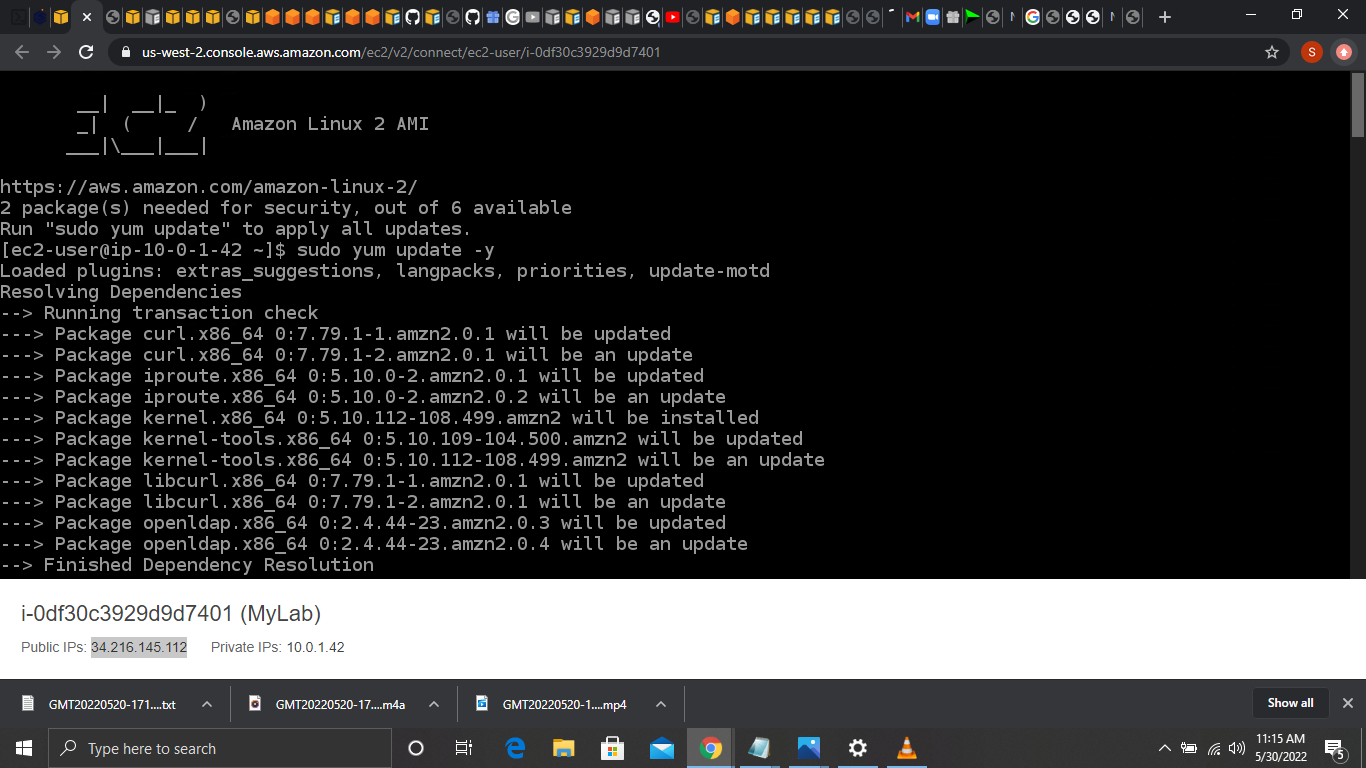 us-west-2.console.aws.amazon.com/ec2/v2/connect/ec2-user/i-0df30c3929d9d7401
S
__| __|_ )
_| ( / Amazon Linux 2 AMI
___|\___|___|
https://aws.amazon.com/amazon-linux-2/
2 package(s) needed for security, out of 6 available
Run "sudo yum update" to apply all updates.
[ec2-user@ip-10-0-1-42 ~]$ sudo yum update -y
Loaded plugins: extras_suggestions, langpacks, priorities, update-motd
Resolving Dependencies
--> Running transaction check
---> Package curl.x86_64 0:7.79.1-1.amzn2.0.1 will be updated
---> Package curl.x86_64 0:7.79.1-2.amzn2.0.1 will be an update
---> Package iproute.x86_64 0:5.10.0-2.amzn2.0.1 will be updated
---> Package iproute.x86_64 0:5.10.0-2.amzn2.0.2 will be an update
---> Package kernel.x86_64 0:5.10.112-108.499.amzn2 will be installed
---> Package kernel-tools.x86_64 0:5.10.109-104.500.amzn2 will be updated
---> Package kernel-tools.x86_64 0:5.10.112-108.499.amzn2 will be an update
---> Package libcurl.x86_64 0:7.79.1-1.amzn2.0.1 will be updated
---> Package libcurl.x86_64 0:7.79.1-2.amzn2.0.1 will be an update
---> Package openldap.x86_64 0:2.4.44-23.amzn2.0.3 will be updated
---> Package openldap.x86_64 0:2.4.44-23.amzn2.0.4 will be an update
--> Finished Dependency Resolution
i-0df30c3929d9d7401 (MyLab)
Public IPs: 34.216.145.112 Private IPs: 10.0.1.42
GMT20220520-171....txt GMT20220520-17....m4a GMT20220520-1....mp4 Show all
Type here to search
11:15 AM
5/30/2022
5